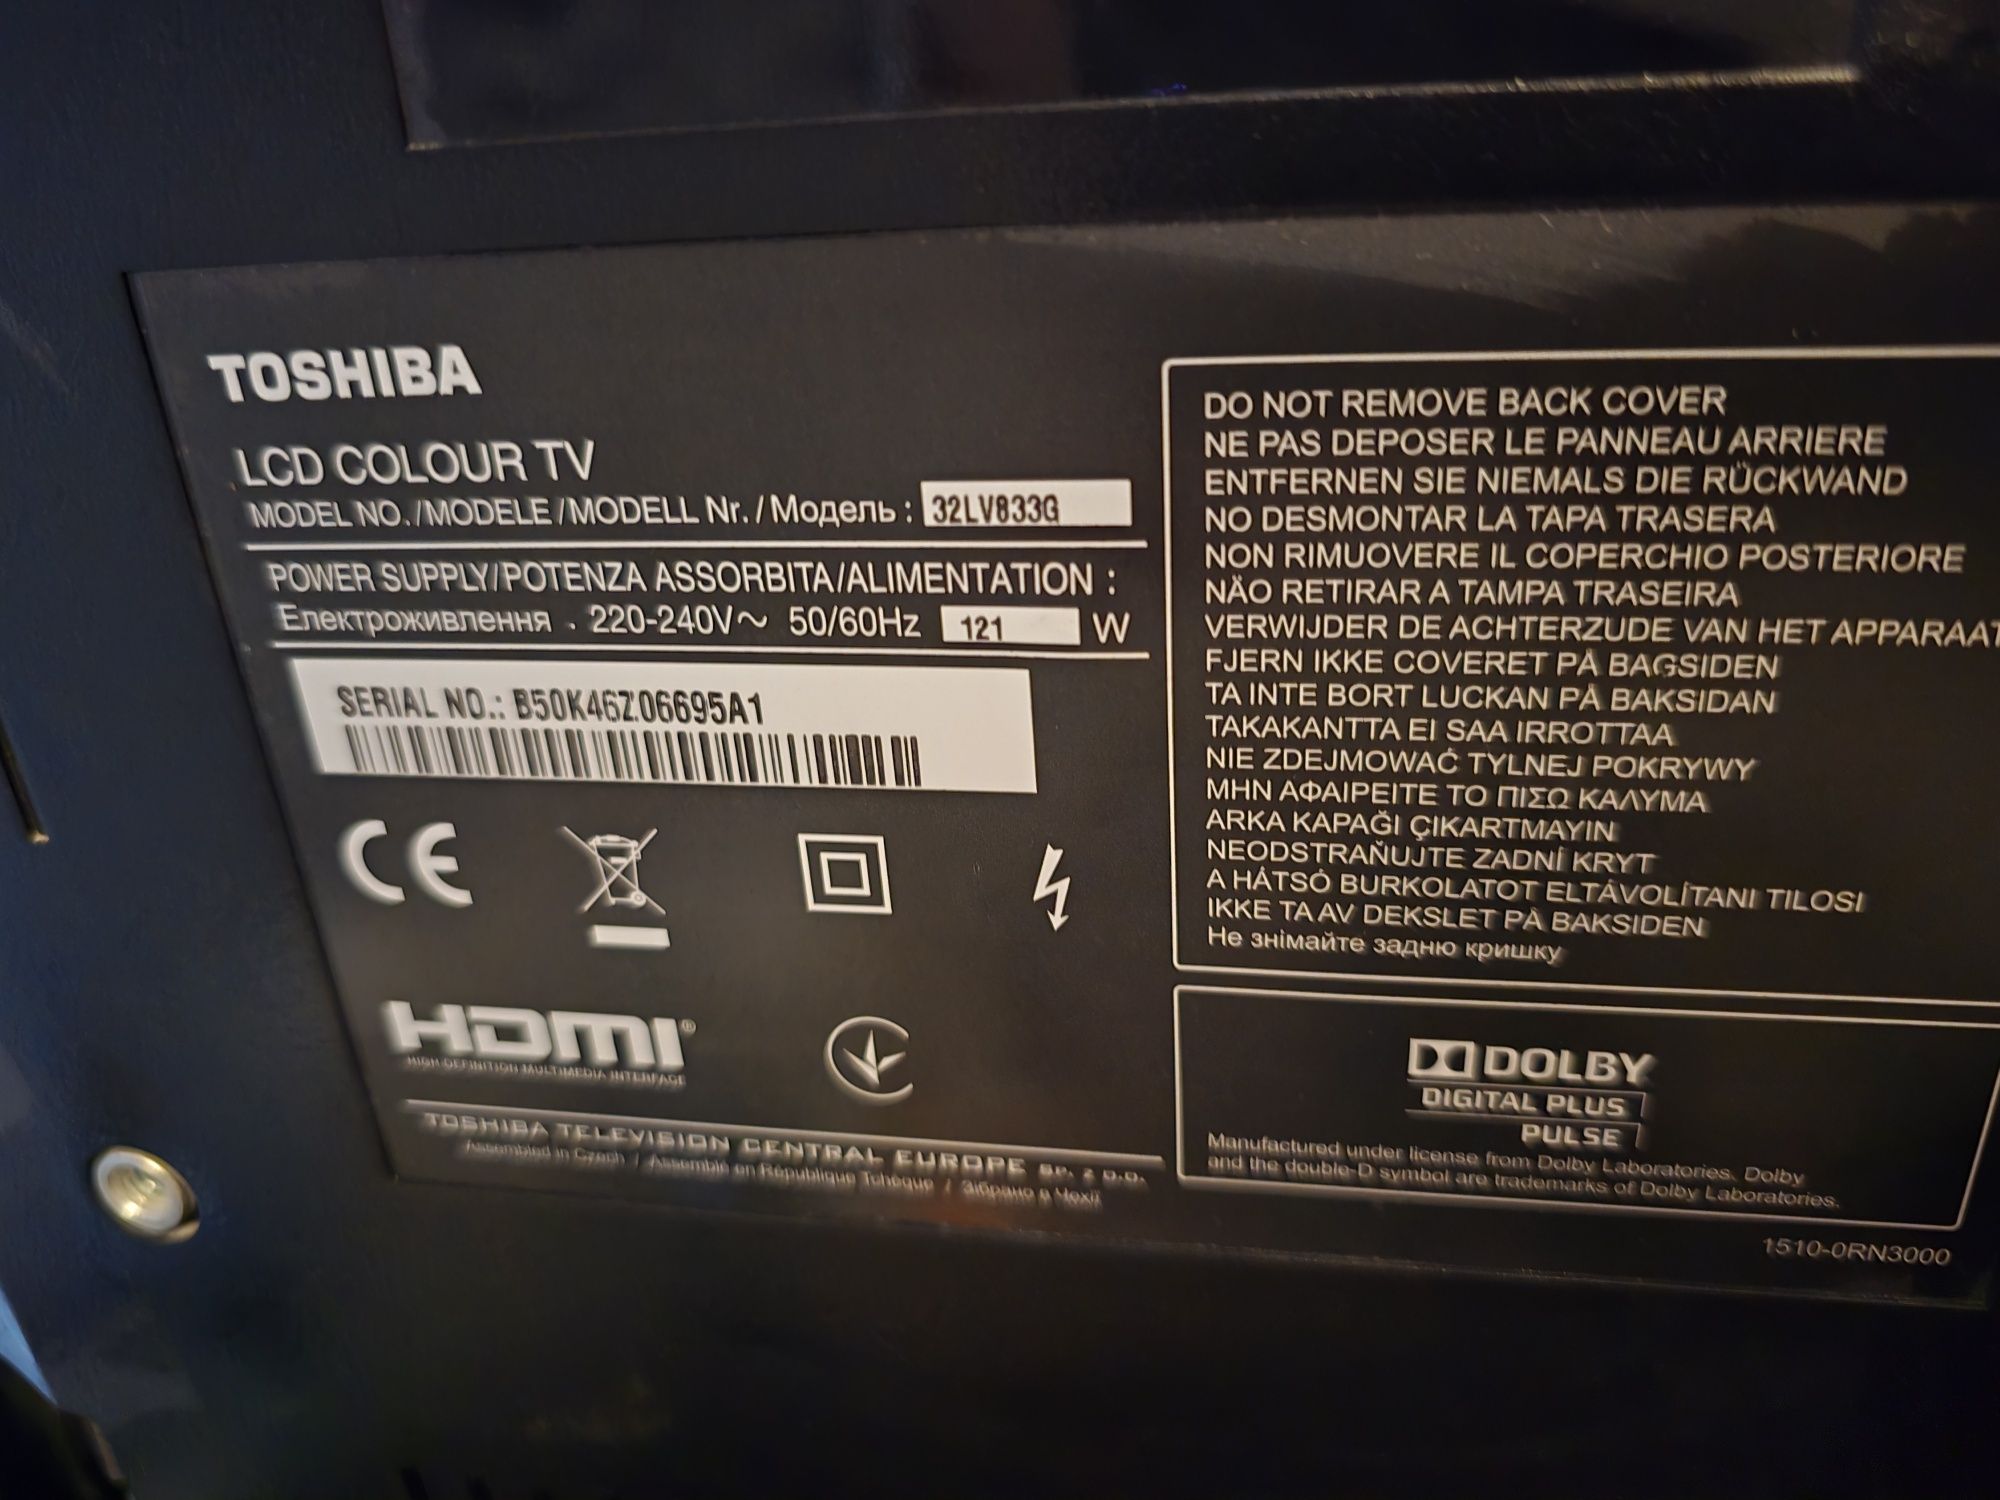 TOSHIBA
LCD COLOUR TV
MODEL NO./MODELE/MODELL Nr./Модель : 32LV833G
POWER SUPPLY/POTENZA ASSORBITA/ALIMENTATION :
Електроживлення . 220-240V~ 50/60Hz 121 W
SERIAL NO.: B50K46Z06695A1
CE
HDMI®
HIGH-DEFINITION MULTIMEDIA INTERFACE
TOSHIBA TELEVISION CENTRAL EUROPE SP. Z O.O.
Assembled in Czech / Assemblé en République Tchèque / Зібрано в Чехії
DO NOT REMOVE BACK COVER
NE PAS DEPOSER LE PANNEAU ARRIERE
ENTFERNEN SIE NIEMALS DIE RÜCKWAND
NO DESMONTAR LA TAPA TRASERA
NON RIMUOVERE IL COPERCHIO POSTERIORE
NÃO RETIRAR A TAMPA TRASEIRA
VERWIJDER DE ACHTERZUDE VAN HET APPARAAT
FJERN IKKE COVERET PÅ BAGSIDEN
TA INTE BORT LUCKAN PÅ BAKSIDAN
TAKAKANTTA EI SAA IRROTTAA
NIE ZDEJMOWAĆ TYLNEJ POKRYWY
ΜΗΝ ΑΦΑΙΡΕΙΤΕ ΤΟ ΠΙΣΩ ΚΑΛΥΜΑ
ARKA KAPAĞI ÇIKARTMAYIN
NEODSTRAŇUJTE ZADNÍ KRYT
A HÁTSÓ BURKOLATOT ELTÁVOLÍTANI TILOSI
IKKE TA AV DEKSLET PÅ BAKSIDEN
Не знімайте задню кришку
DOLBY
DIGITAL PLUS
PULSE
Manufactured under license from Dolby Laboratories. Dolby
and the double-D symbol are trademarks of Dolby Laboratories.
1510-0RN3000